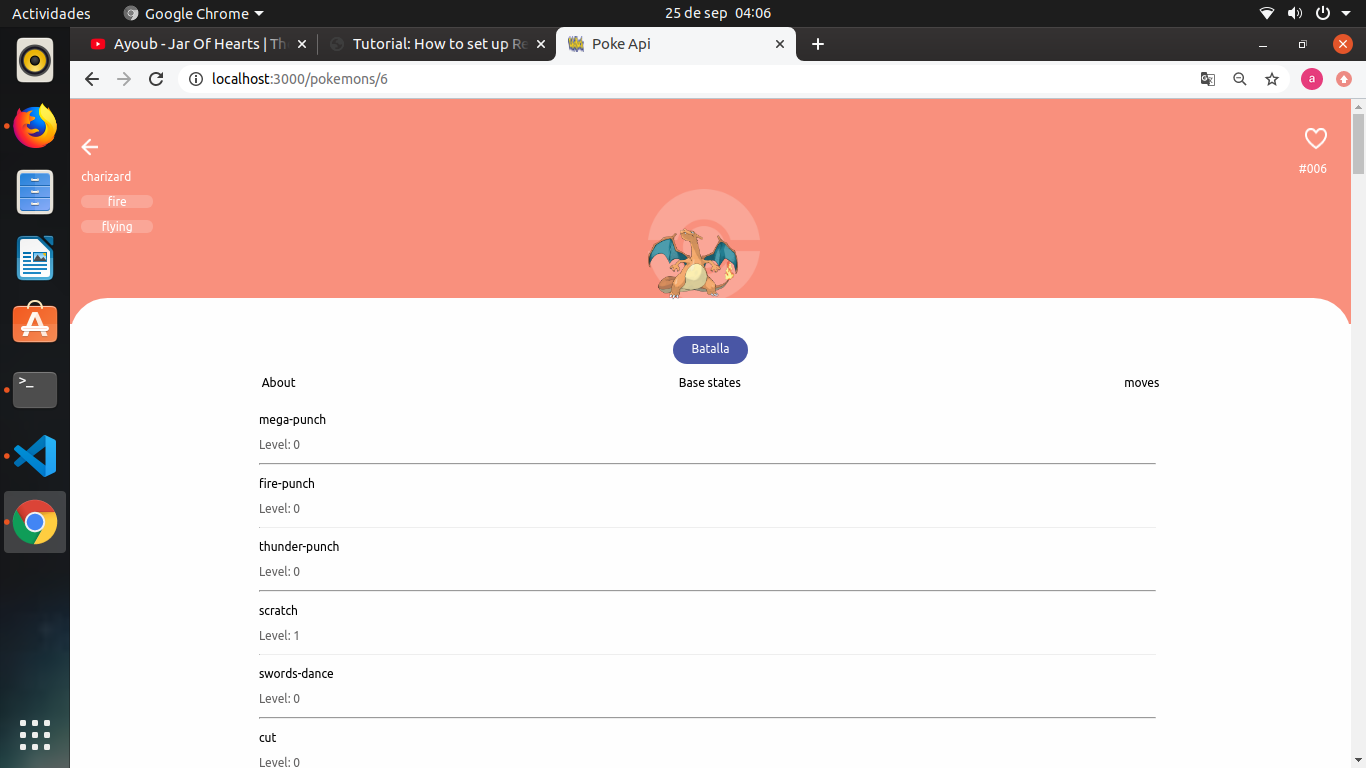 Actividades Google Chrome 25 de sep 04:06
Ayoub - Jar Of Hearts | Th Tutorial: How to set up Re Poke Api
localhost:3000/pokemons/6 a
#006
charizard
fire
flying
Batalla
About Base states moves
mega-punch
Level: 0
fire-punch
Level: 0
thunder-punch
Level: 0
scratch
Level: 1
swords-dance
Level: 0
cut
Level: 0